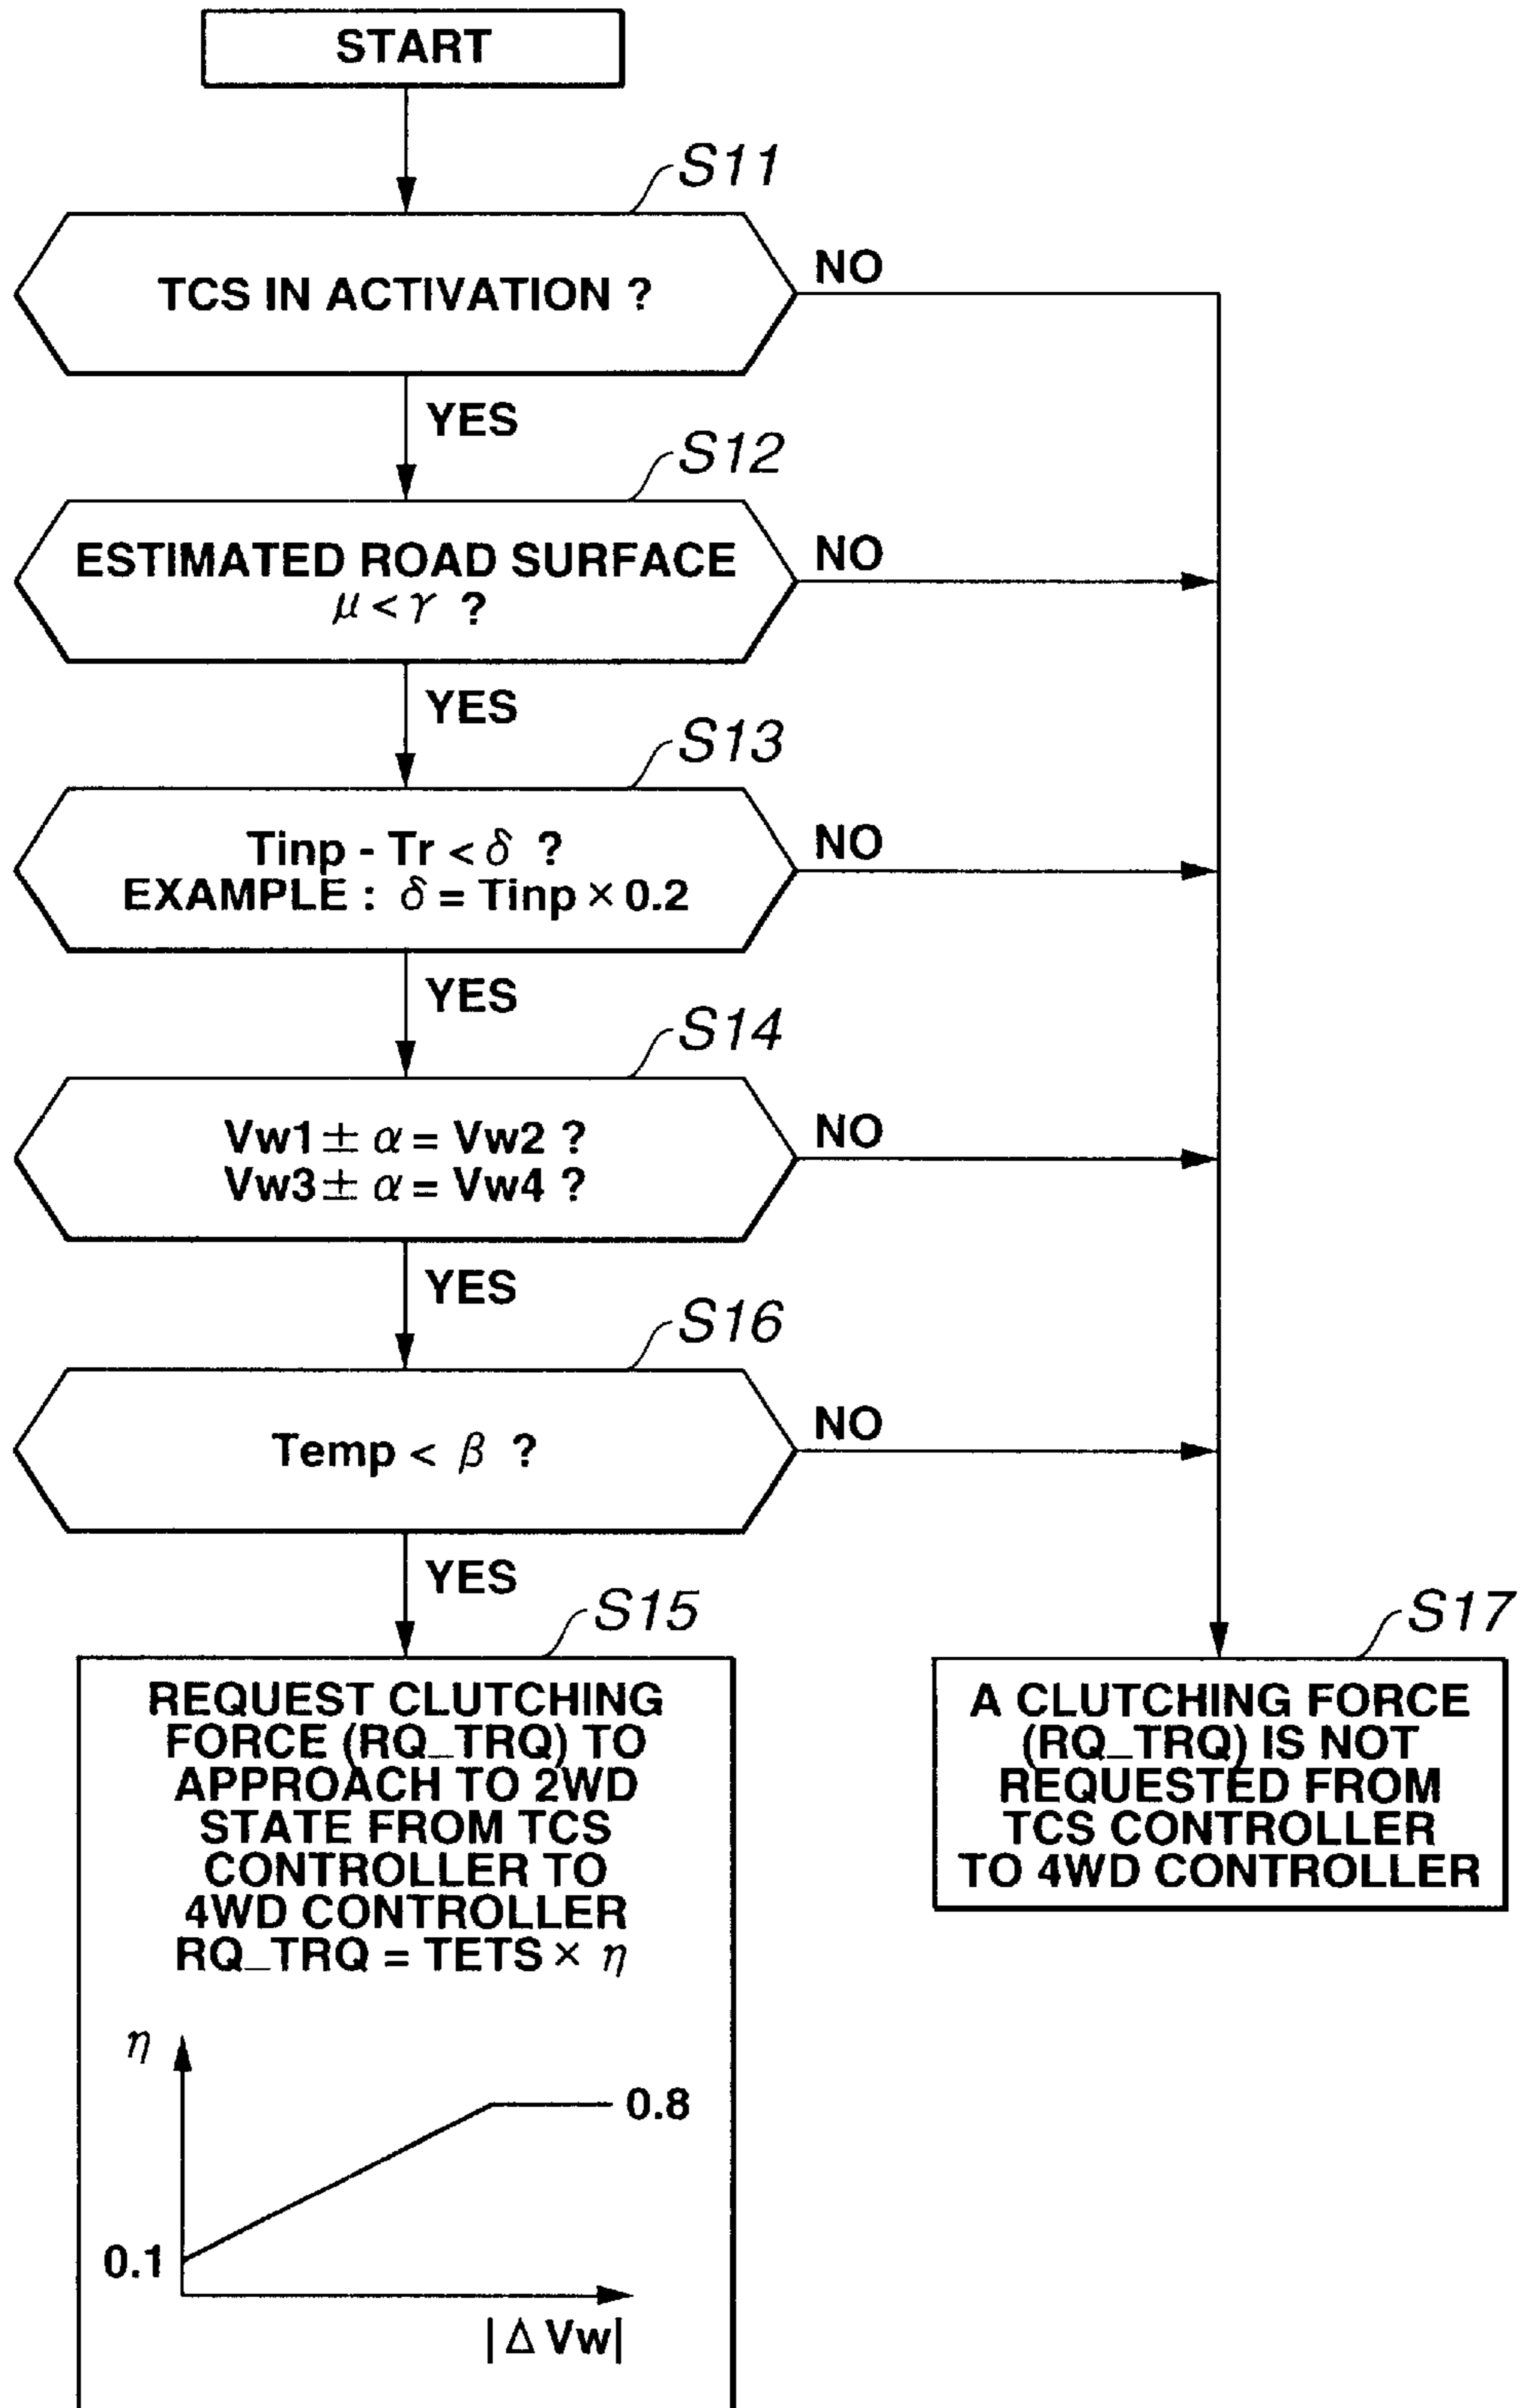 START
S11
TCS IN ACTIVATION ?
NO
YES
S12
ESTIMATED ROAD SURFACE
μ < γ ?
NO
YES
S13
Tinp - Tr < δ ?
EXAMPLE : δ = Tinp × 0.2
NO
YES
S14
Vw1 ± α = Vw2 ?
Vw3 ± α = Vw4 ?
NO
YES
S16
Temp < β ?
NO
YES
S15
REQUEST CLUTCHING
FORCE (RQ_TRQ) TO
APPROACH TO 2WD
STATE FROM TCS
CONTROLLER TO
4WD CONTROLLER
RQ_TRQ = TETS × η
η
0.8
0.1
|Δ Vw|
S17
A CLUTCHING FORCE
(RQ_TRQ) IS NOT
REQUESTED FROM
TCS CONTROLLER
TO 4WD CONTROLLER